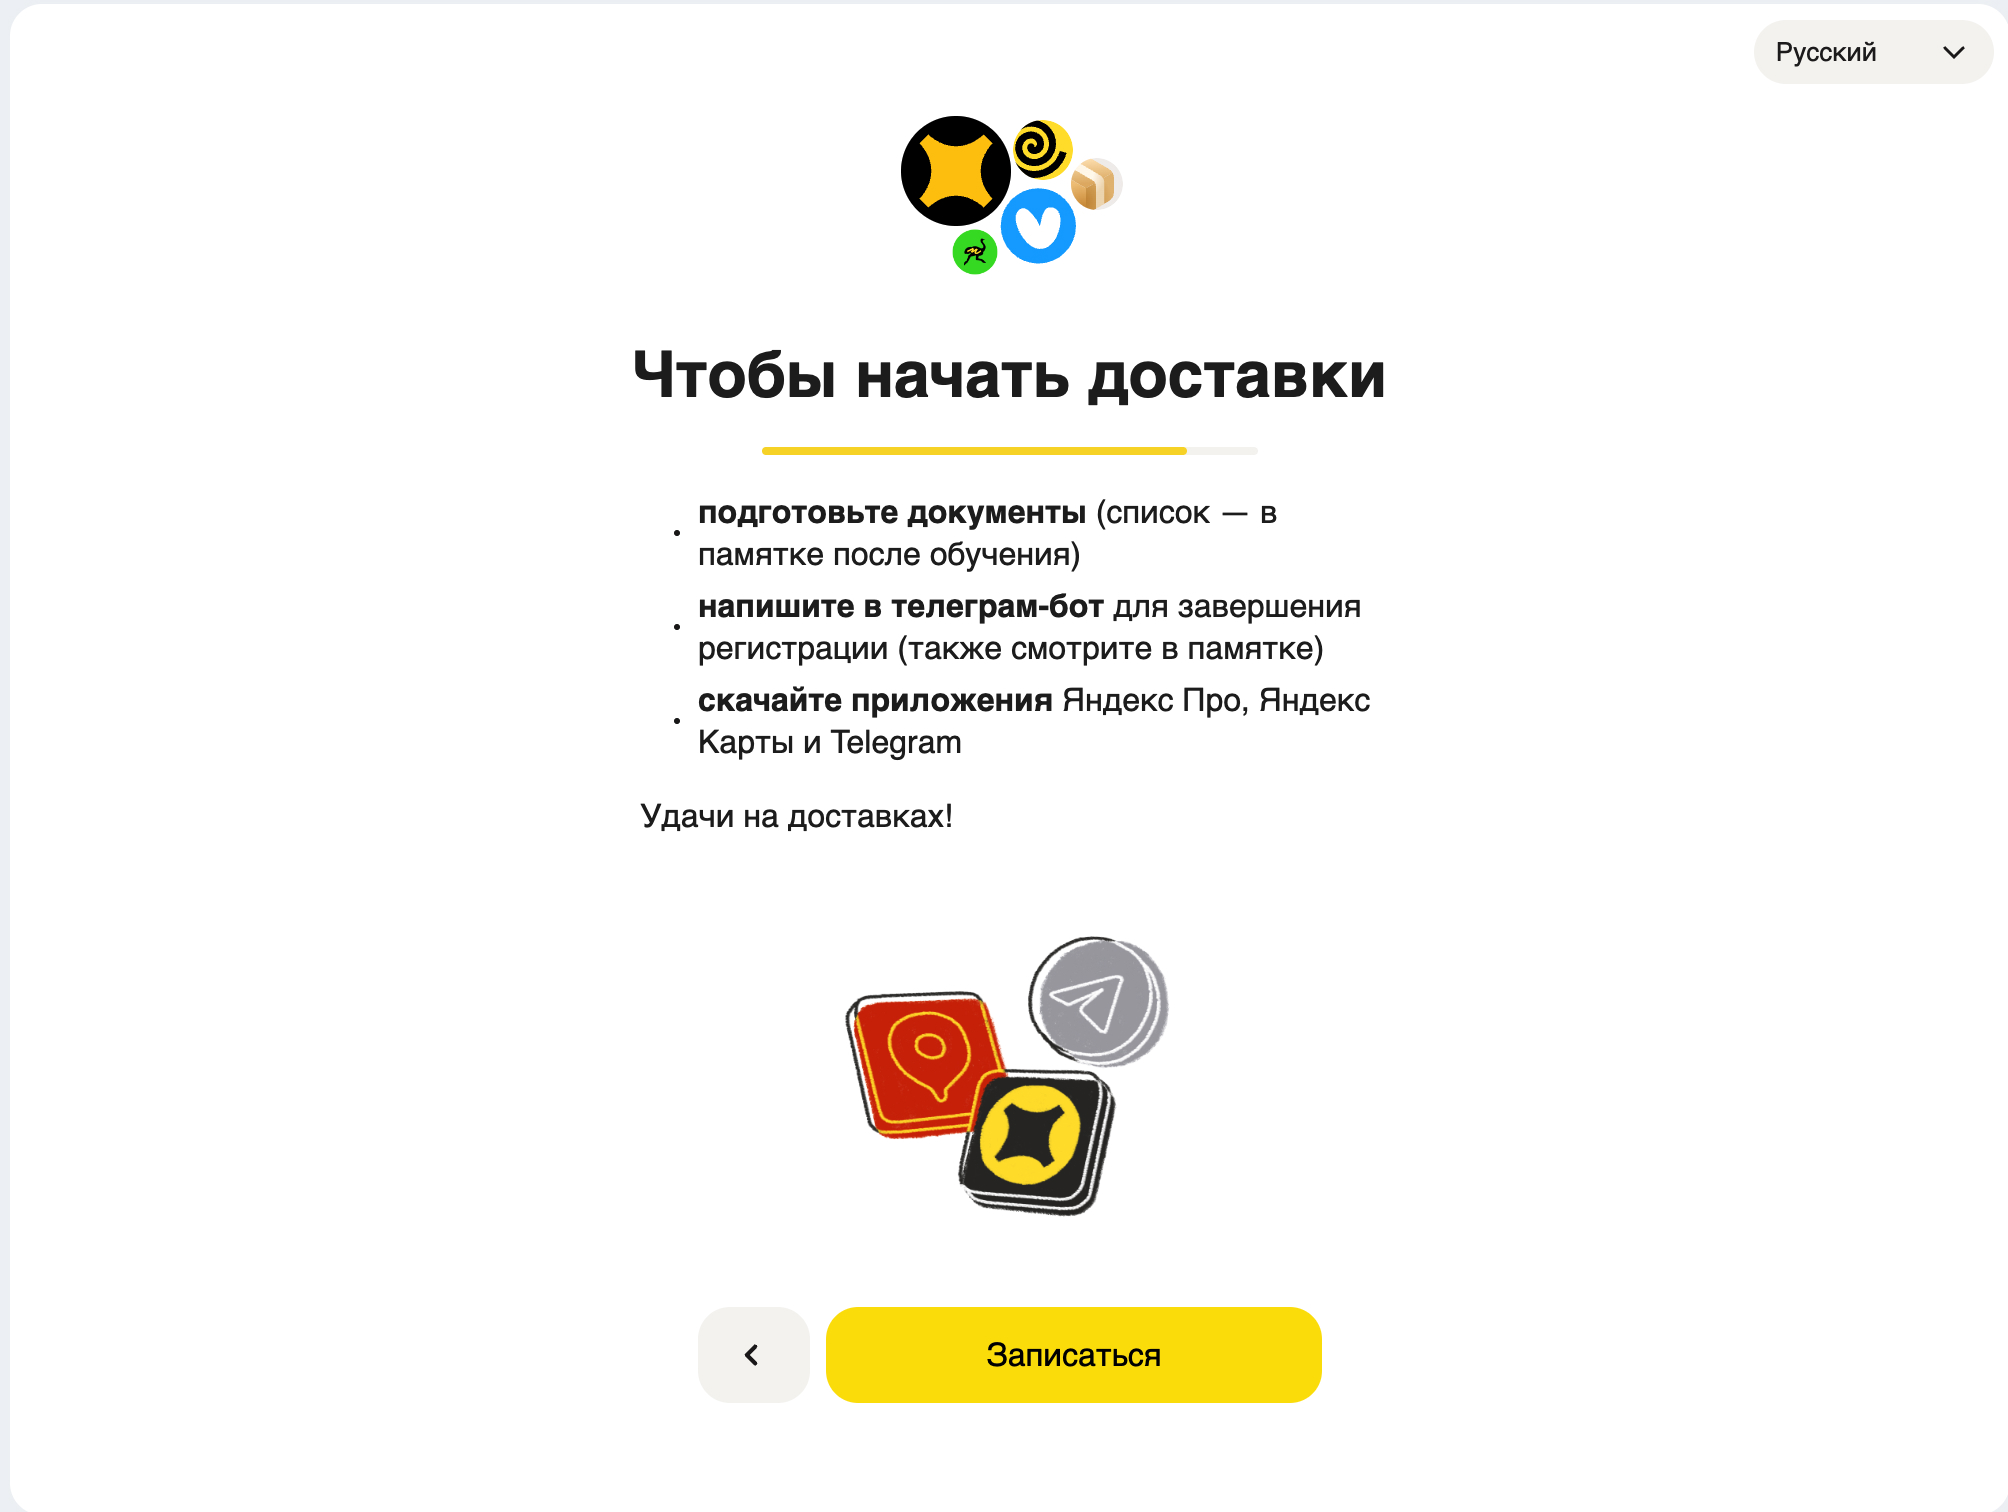 Русский
Чтобы начать доставки
подготовьте документы (список — в
памятке после обучения)
напишите в телеграм-бот для завершения
регистрации (также смотрите в памятке)
скачайте приложения Яндекс Про, Яндекс
Карты и Telegram
Удачи на доставках!
Записаться